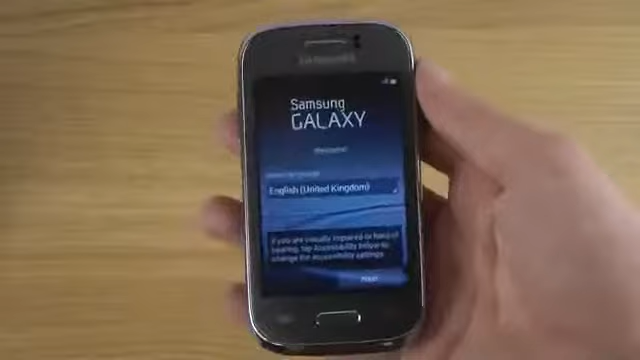 SAMSUNG
Samsung
GALAXY
Welcome!
English (United Kingdom)
If you are visually impaired or hard of
hearing, tap Accessibility below to
change the accessibility settings.